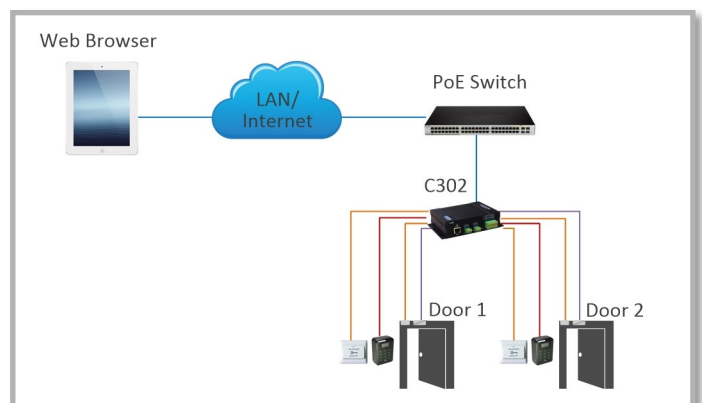 Web Browser
LAN/
Internet
PoE Switch
C302
Door 1
Door 2